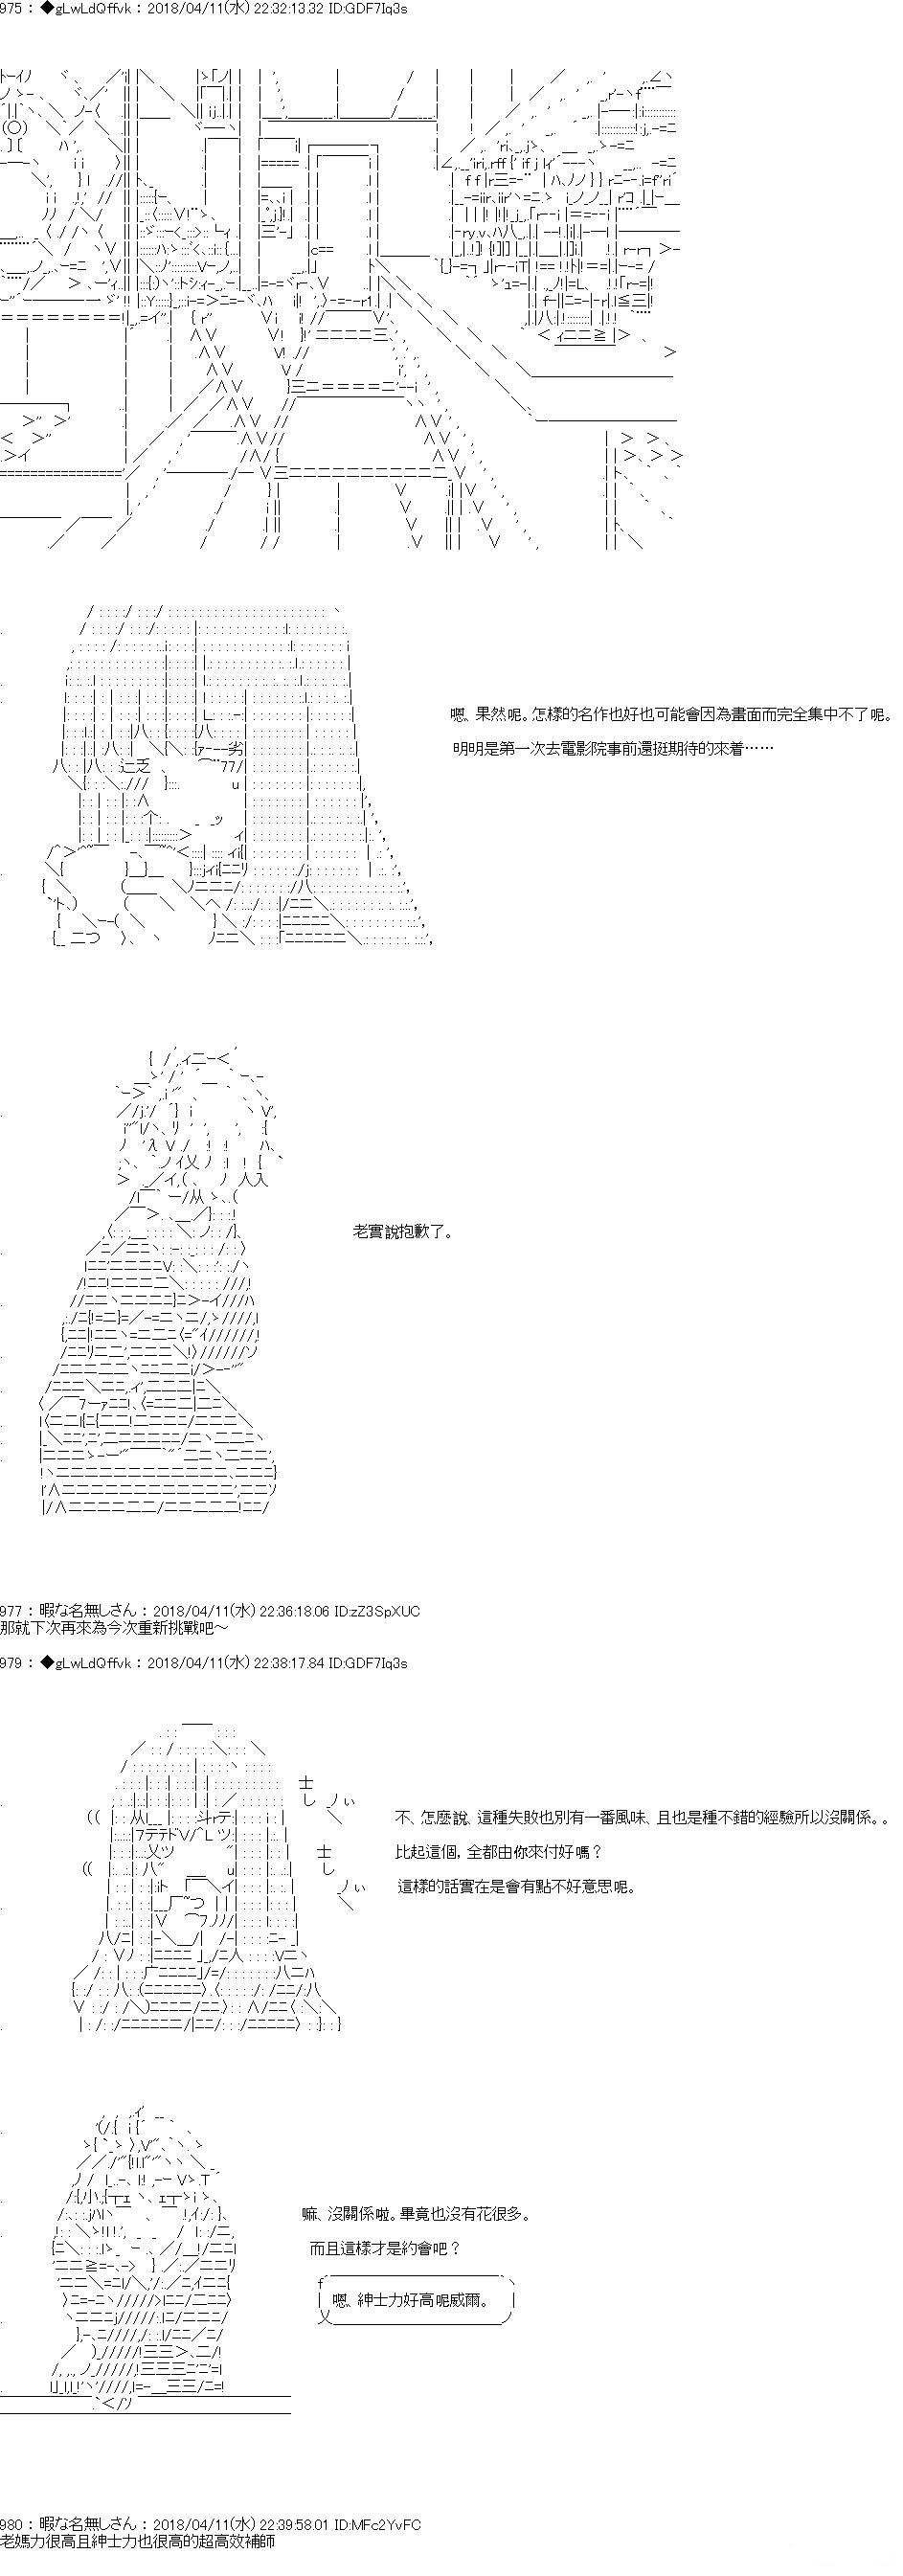 975 : ◆gLwLdQffvk : 2018/04/11(水) 22:32:13.32 ID:GDF7Iq3s
嗯、果然呢。怎樣的名作也好也可能會因為畫面而完全集中不了呢。
明明是第一次去電影院事前還挺期待的來着……
老實說抱歉了。
977 : 暇な名無しさん : 2018/04/11(水) 22:36:18.06 ID:zZ3SpXUC
那就下次再來為今次重新挑戰吧～
979 : ◆gLwLdQffvk : 2018/04/11(水) 22:38:17.84 ID:GDF7Iq3s
不、怎麼說、這種失敗也別有一番風味、且也是種不錯的經驗所以沒關係。。
比起這個，全都由你來付好嗎？
這樣的話實在是會有點不好意思呢。
嘛、沒關係啦。畢竟也沒有花很多。
而且這樣才是約會吧？
嗯、紳士力好高呢威爾。
980 : 暇な名無しさん : 2018/04/11(水) 22:39:58.01 ID:MFc2YvFC
老媽力很高且紳士力也很高的超高效補師